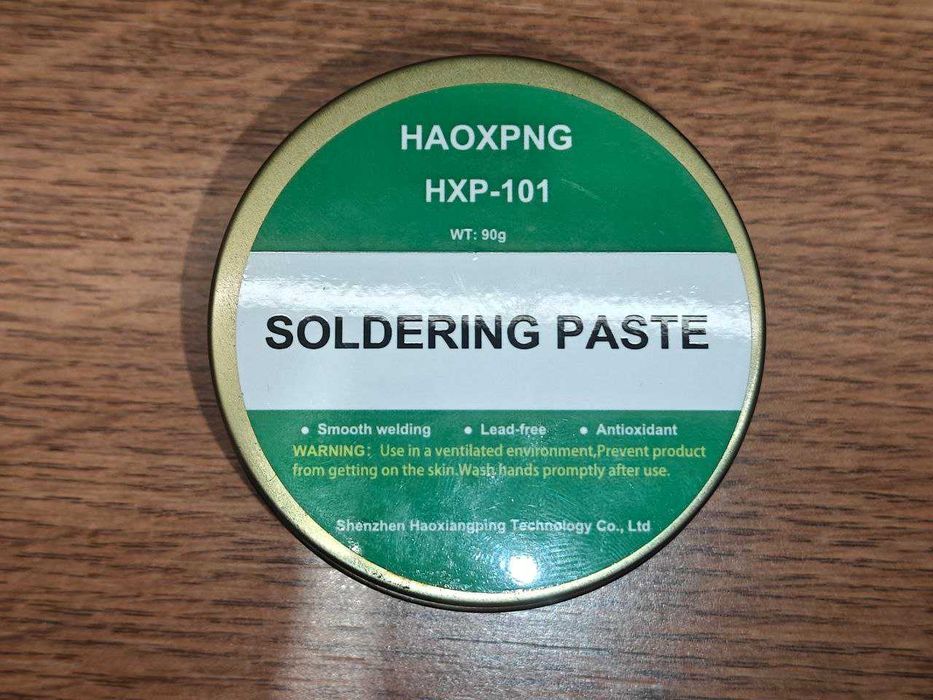 HAOXPNG
HXP-101
WT: 90g
SOLDERING PASTE
• Smooth welding • Lead-free • Antioxidant
WARNING: Use in a ventilated environment,Prevent product
from getting on the skin.Wash hands promptly after use.
Shenzhen Haoxiangping Technology Co., Ltd